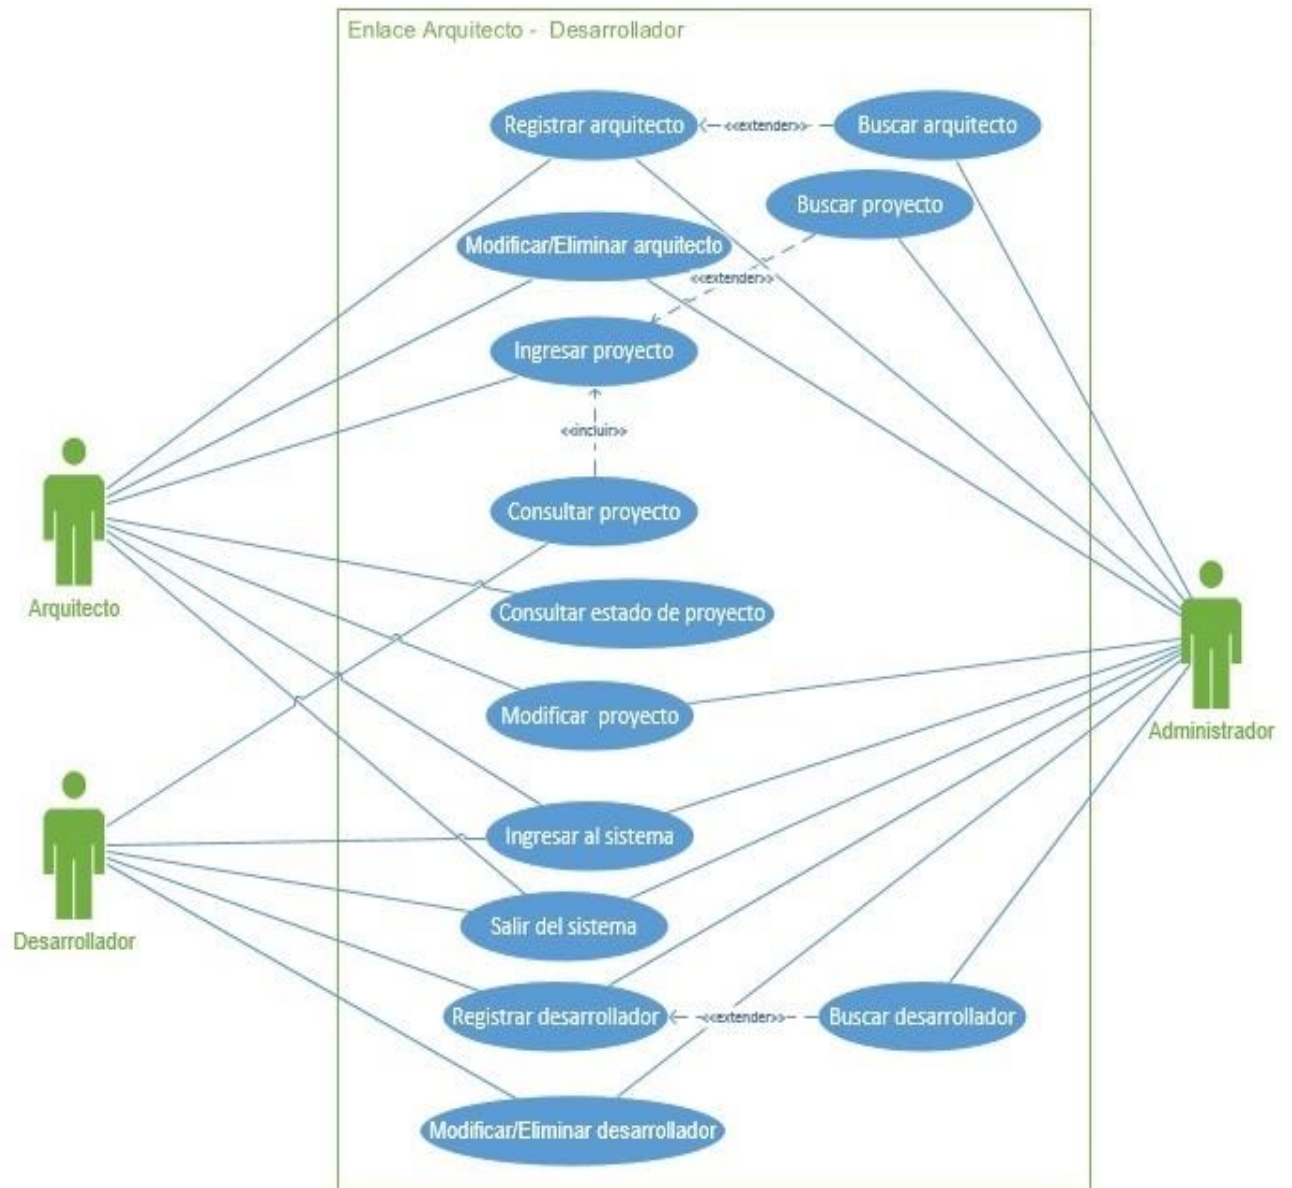 Enlace Arquitecto - Desarrollador
Registrar arquitecto
<<extender>>
Buscar arquitecto
Buscar proyecto
Modificar/Eliminar arquitecto
<<extender>>
Ingresar proyecto
<<incluir>>
Consultar proyecto
Arquitecto
Consultar estado de proyecto
Modificar proyecto
Administrador
Ingresar al sistema
Salir del sistema
Desarrollador
Registrar desarrollador
<<extender>>
Buscar desarrollador
Modificar/Eliminar desarrollador